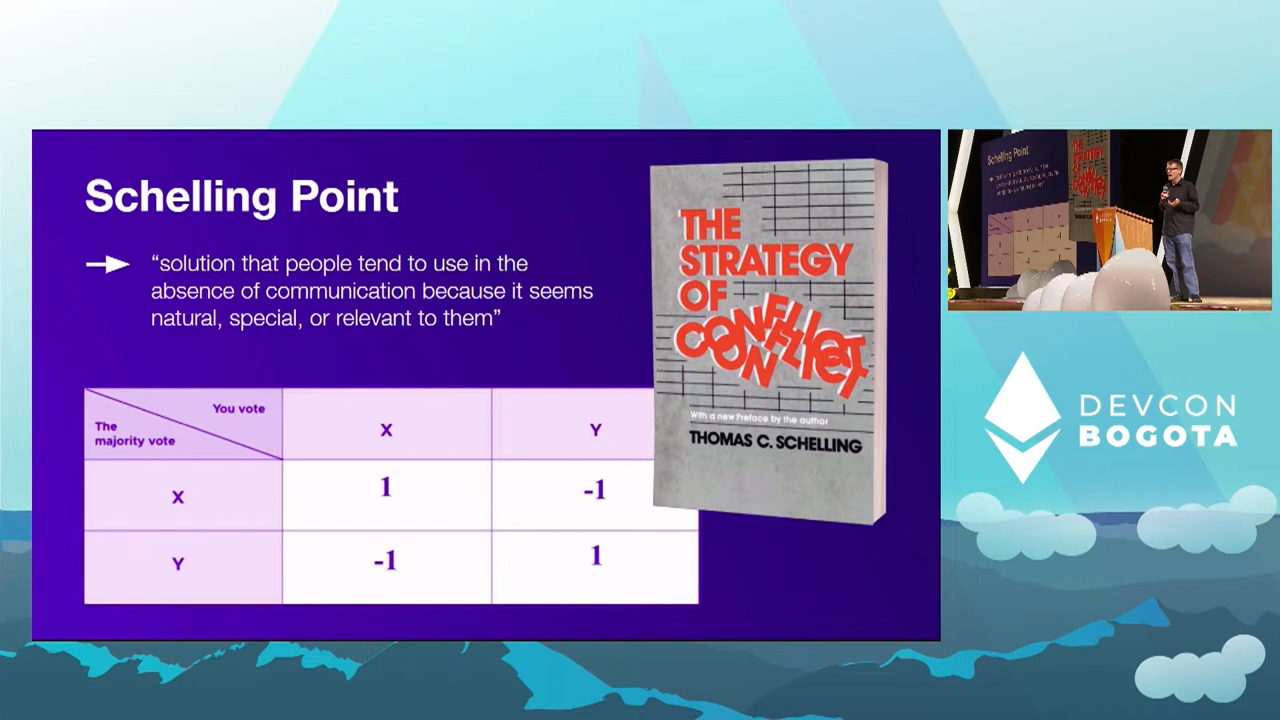 Schelling Point
“solution that people tend to use in the
absence of communication because it seems
natural, special, or relevant to them”
You vote
The
majority vote
X
Y
X
1
-1
Y
-1
1
THE
STRATEGY
OF
CONFLICT
With a new Preface by the author
THOMAS C. SCHELLING
Schelling Point
DEVCON
BOGOTA